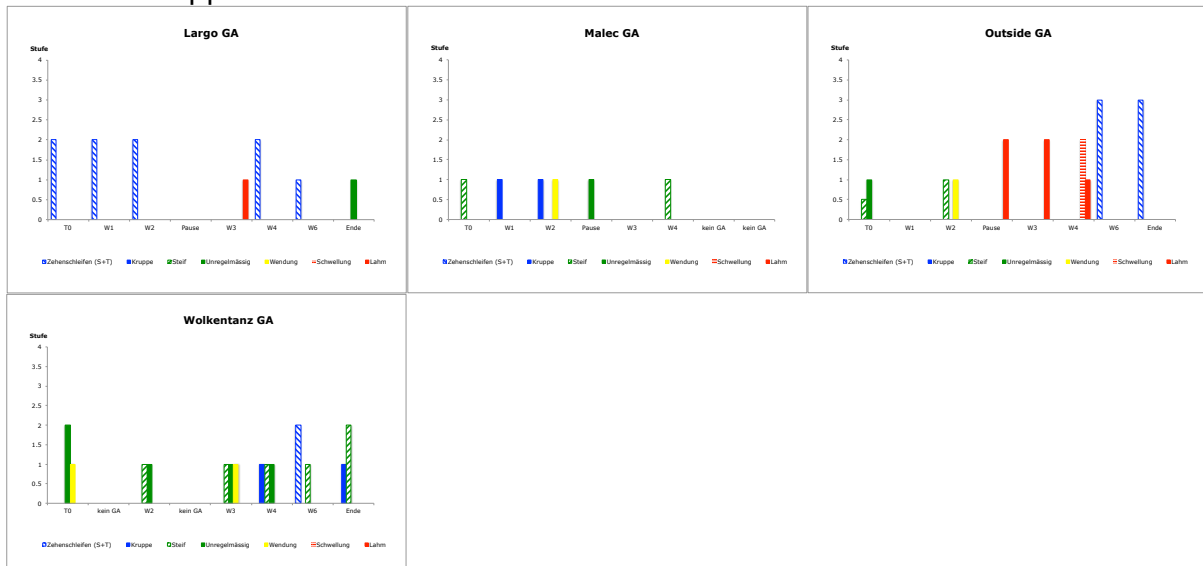 Largo GA
Stufe
4
3.5
3
2.5
2
1.5
1
0.5
0
T0 W1 W2 Pause W3 W4 W6 Ende
Zehenschleifen (S+T) Kruppe Steif Unregelmässig Wendung Schwellung Lahm
Malec GA
Stufe
4
3.5
3
2.5
2
1.5
1
0.5
0
T0 W1 W2 Pause W3 W4 kein GA kein GA
Zehenschleifen (S+T) Kruppe Steif Unregelmässig Wendung Schwellung Lahm
Outside GA
Stufe
4
3.5
3
2.5
2
1.5
1
0.5
0
T0 W1 W2 Pause W3 W4 W6 Ende
Zehenschleifen (S+T) Kruppe Steif Unregelmässig Wendung Schwellung Lahm
Wolkentanz GA
Stufe
4
3.5
3
2.5
2
1.5
1
0.5
0
T0 kein GA W2 kein GA W3 W4 W6 Ende
Zehenschleifen (S+T) Kruppe Steif Unregelmässig Wendung Schwellung Lahm